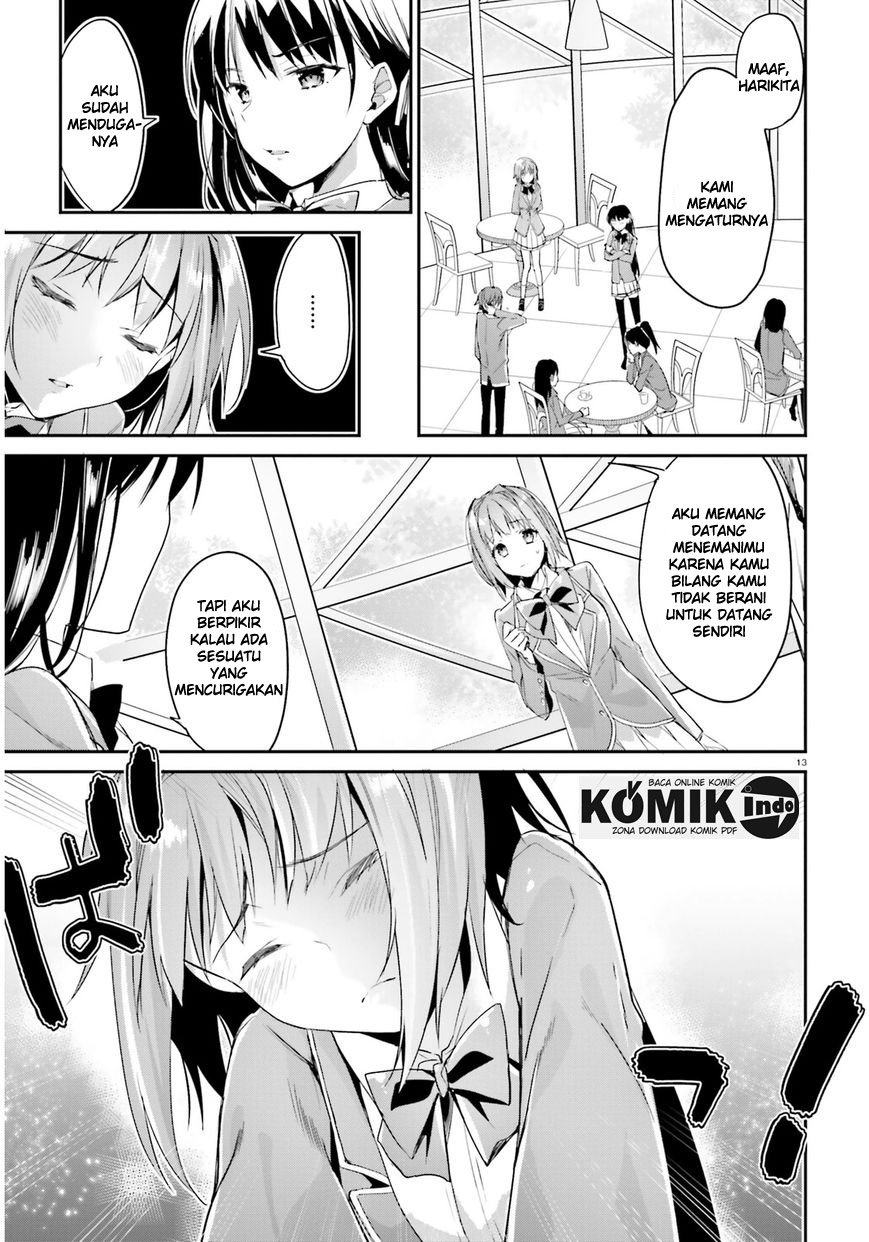 MAAF,
HARIKITA
KAMI
MEMANG
MENGATURNYA
AKU
SUDAH
MENDUGA-
NYA
........
AKU MEMANG
DATANG
MENEMANIMU
KARENA KAMU
BILANG KAMU
TIDAK BERANI
UNTUK DATANG
SENDIRI
TAPI AKU
BERPIKIR
KALAU ADA
SESUATU
YANG
MENCURIGAKAN
13
BACA ONLINE KOMIK
KOMIK Indo
ZONA DOWNLOAD KOMIK PDF
ばっ!